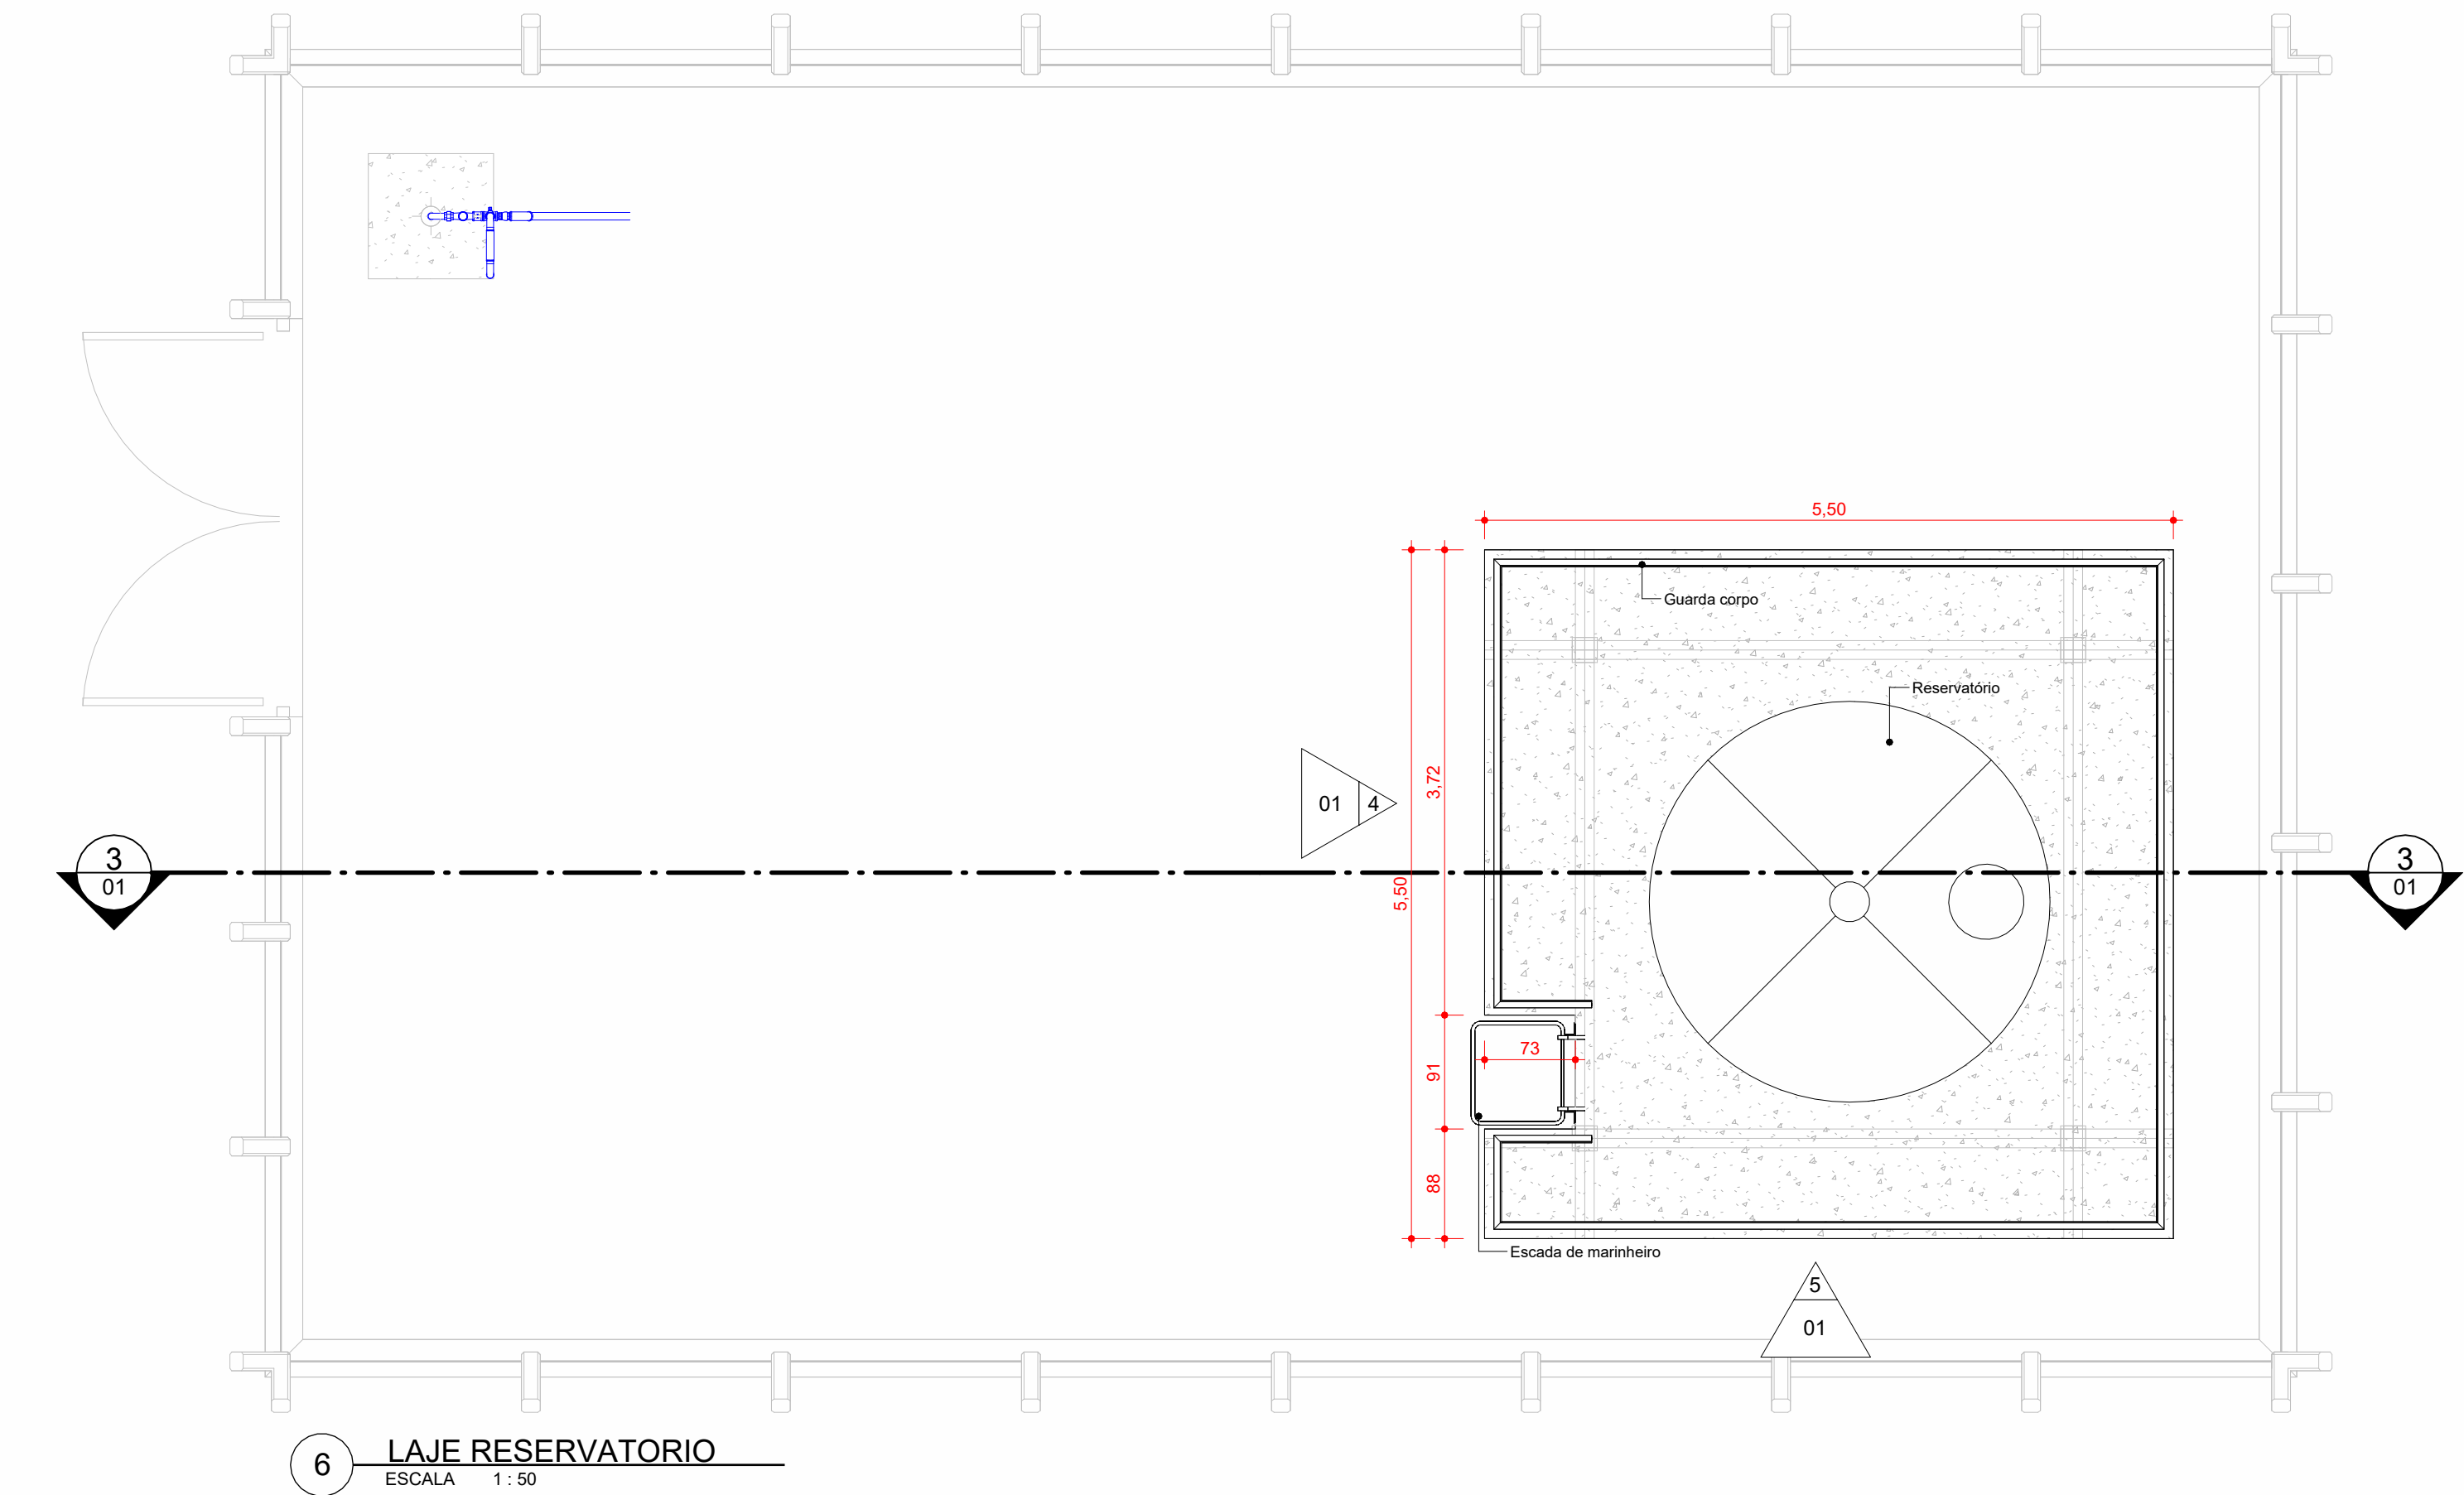 5,50
Guarda corpo
Reservatório
3,72
01 4
5,50
3
01
3
01
73
91
88
Escada de marinheiro
5
01
6
LAJE RESERVATORIO
ESCALA 1 : 50